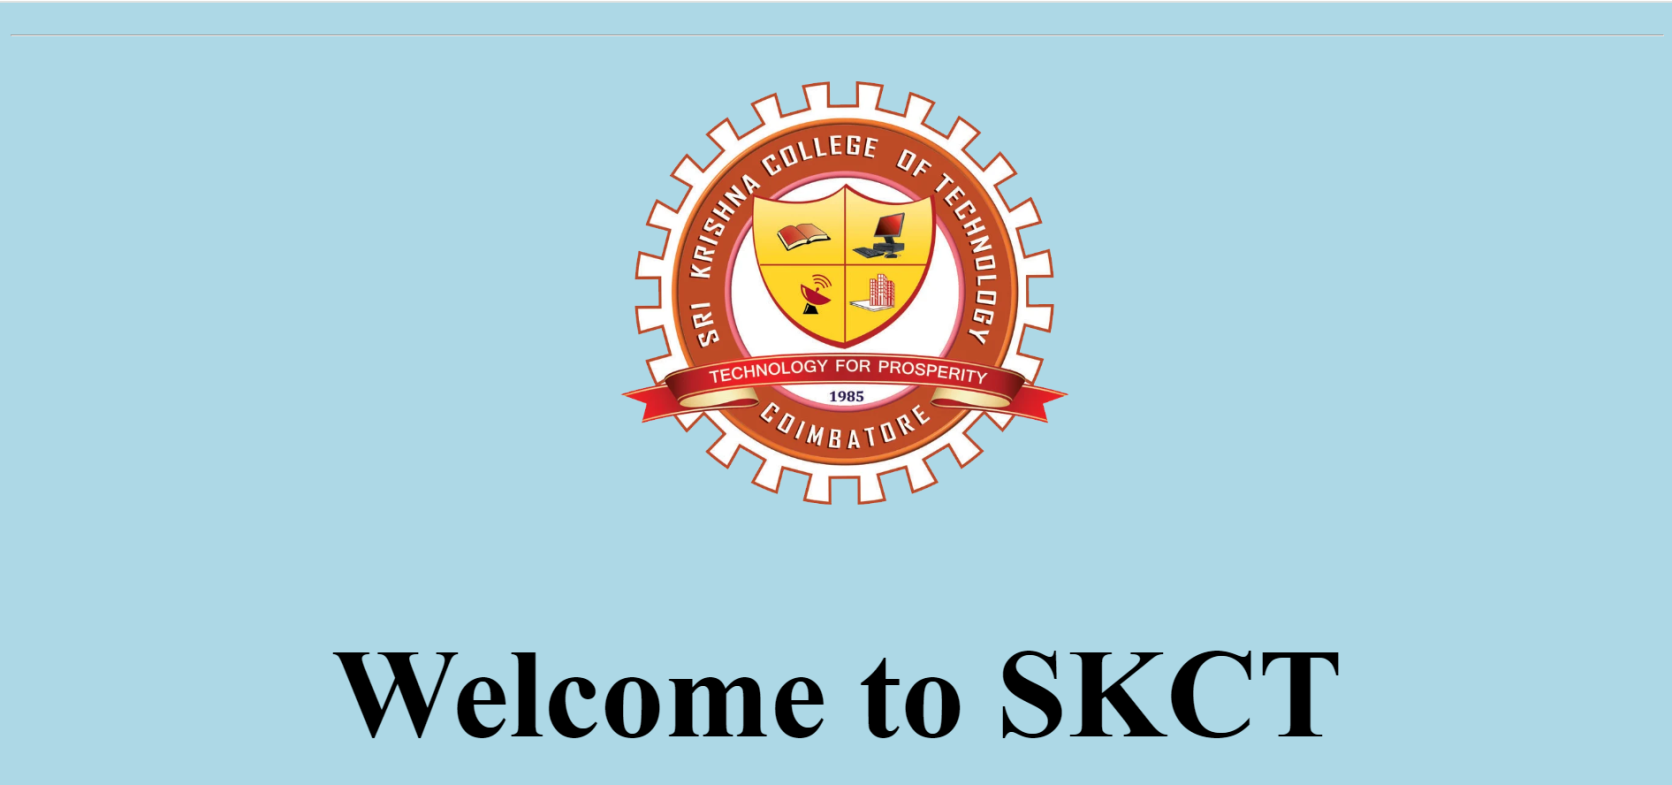 SRI KRISHNA COLLEGE OF TECHNOLOGY
TECHNOLOGY FOR PROSPERITY
1985
COIMBATORE
Welcome to SKCT